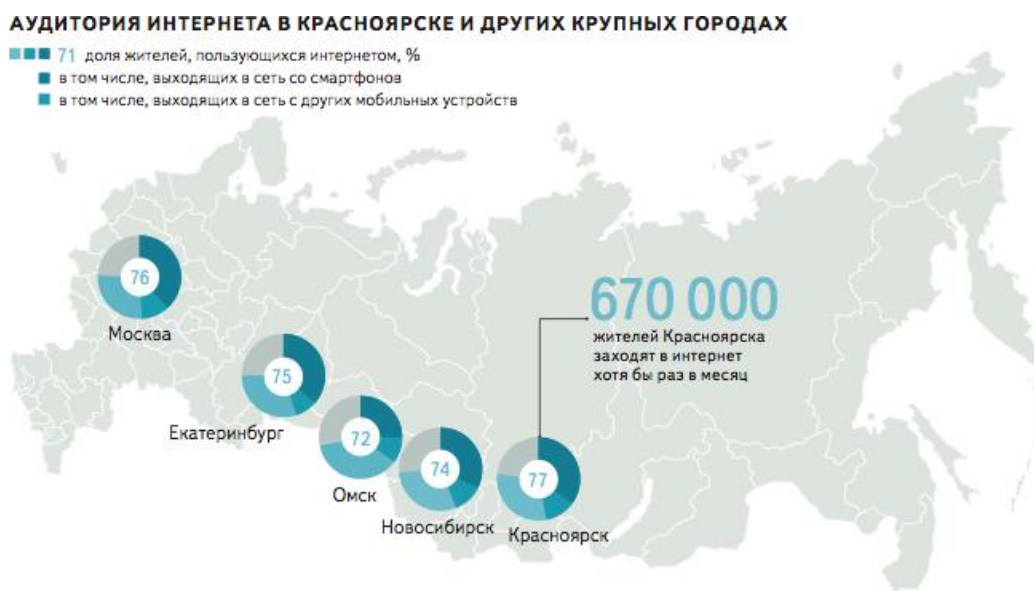 АУДИТОРИЯ ИНТЕРНЕТА В КРАСНОЯРСКЕ И ДРУГИХ КРУПНЫХ ГОРОДАХ
71 доля жителей, пользующихся интернетом, %
в том числе, выходящих в сеть со смартфонов
в том числе, выходящих в сеть с других мобильных устройств
76
Москва
670 000
жителей Красноярска
заходят в интернет
хотя бы раз в месяц
75
Екатеринбург
72
Омск
74
Новосибирск
77
Красноярск